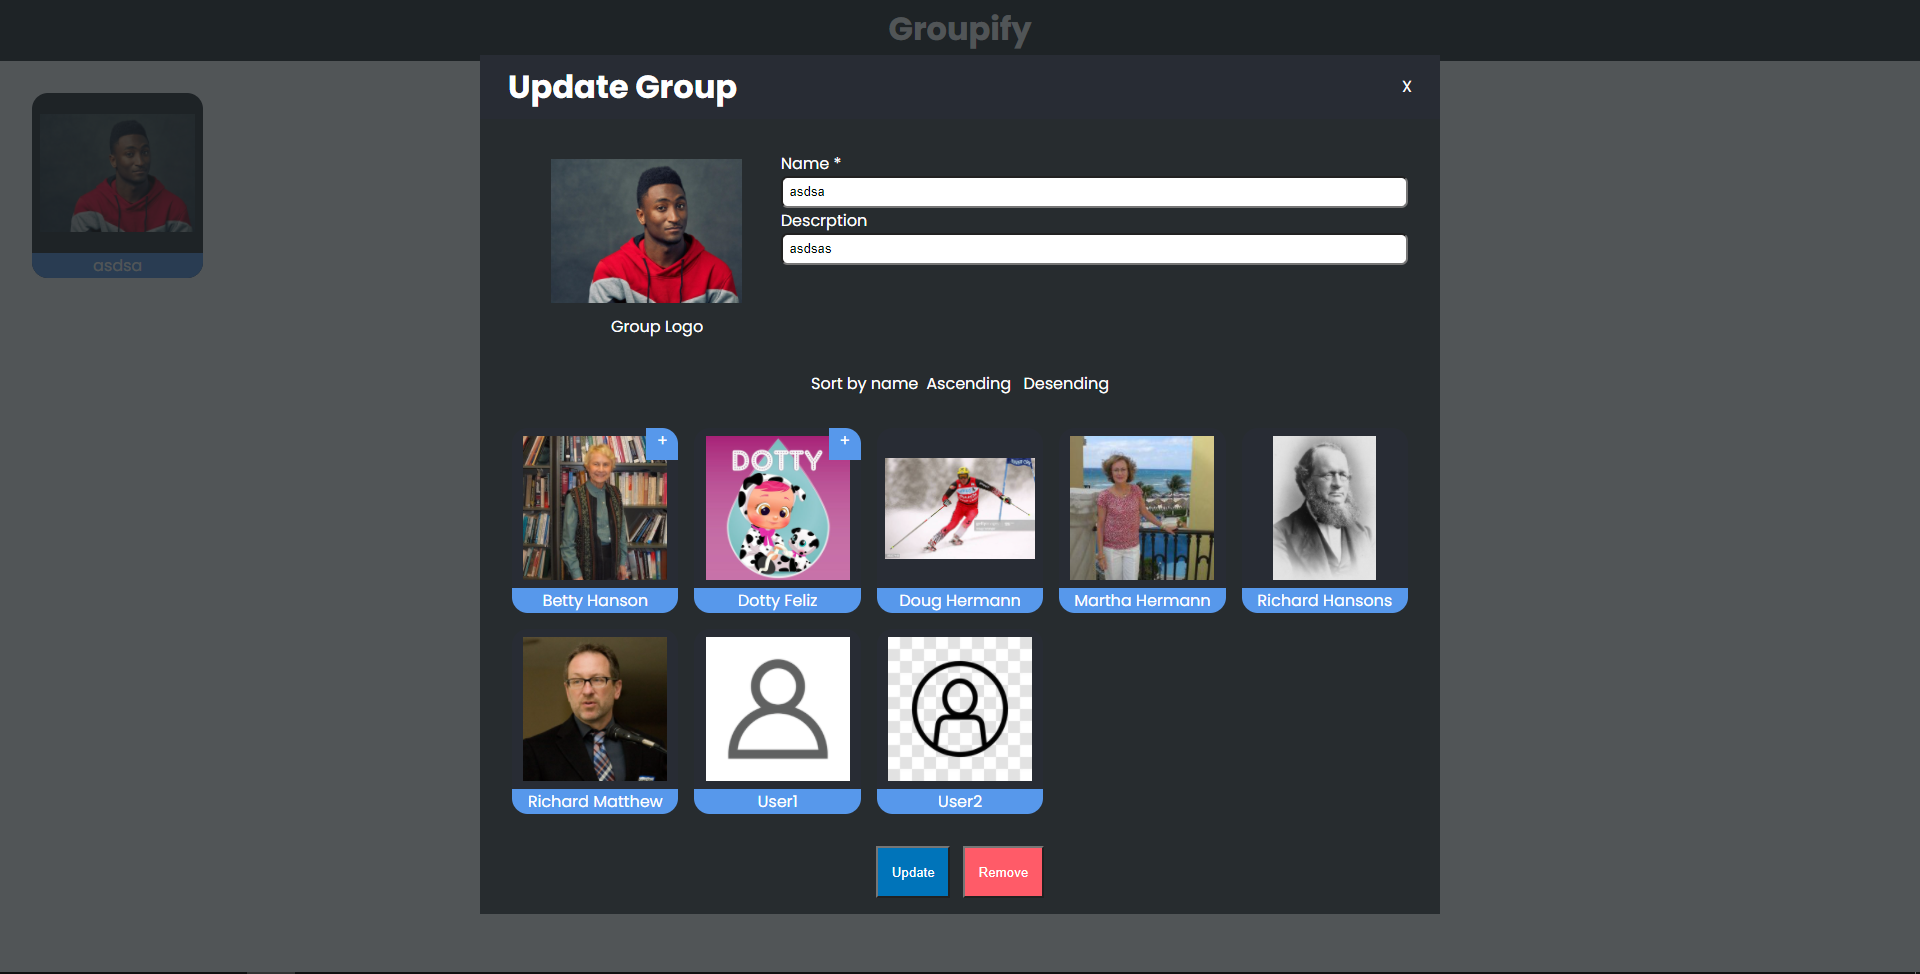 Groupify
Update Group
X
asdsa
Name *
asdsa
Descrption
asdsas
Group Logo
Sort by name Ascending Desending
+
+
DOTTY
Betty Hanson
Dotty Feliz
Doug Hermann
Martha Hermann
Richard Hansons
Richard Matthew
User1
User2
Update
Remove